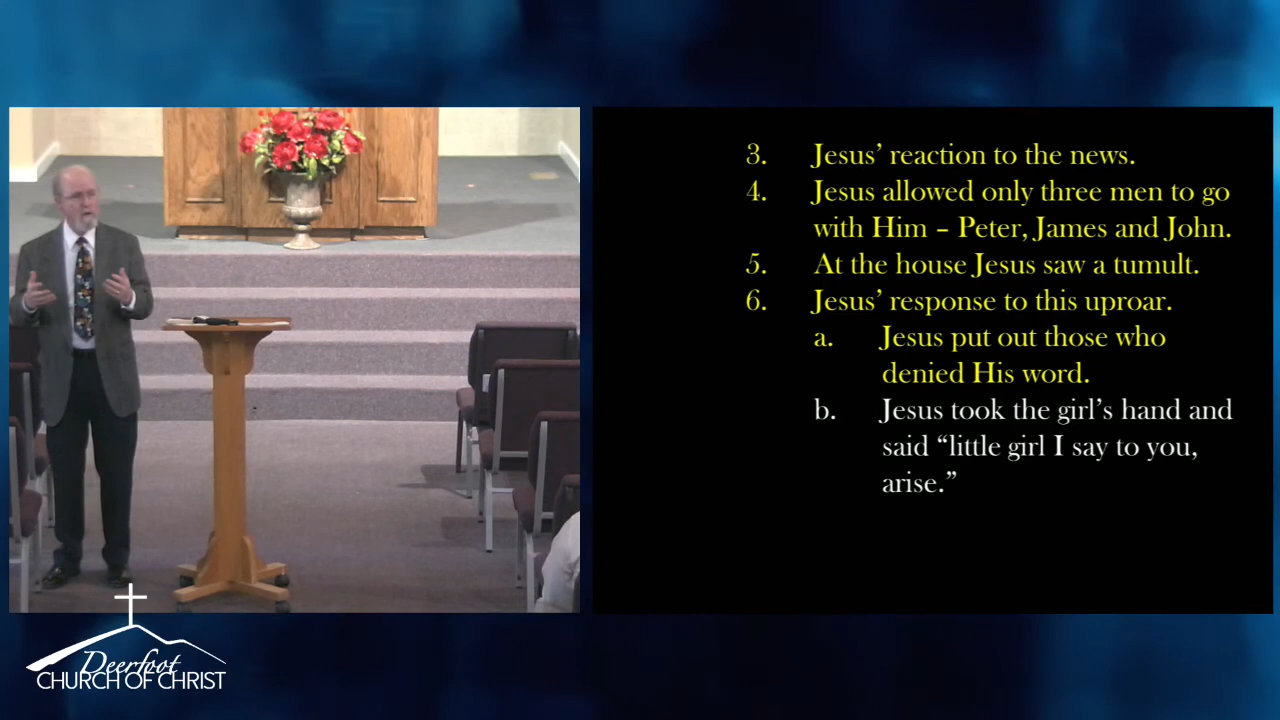 3. Jesus’ reaction to the news.
4. Jesus allowed only three men to go
with Him – Peter, James and John.
5. At the house Jesus saw a tumult.
6. Jesus’ response to this uproar.
a. Jesus put out those who
denied His word.
b. Jesus took the girl’s hand and
said “little girl I say to you,
arise.”
Deerfoot
CHURCH OF CHRIST